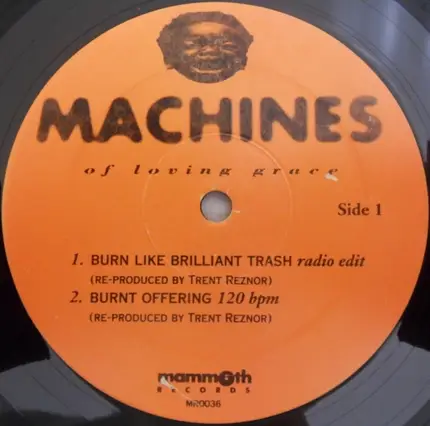 MACHINES
of loving grace
Side 1
1. BURN LIKE BRILLIANT TRASH radio edit
(RE-PRODUCED BY TRENT REZNOR)
2. BURNT OFFERING 120 bpm
(RE-PRODUCED BY TRENT REZNOR)
mammoth
RECORDS
MR0036